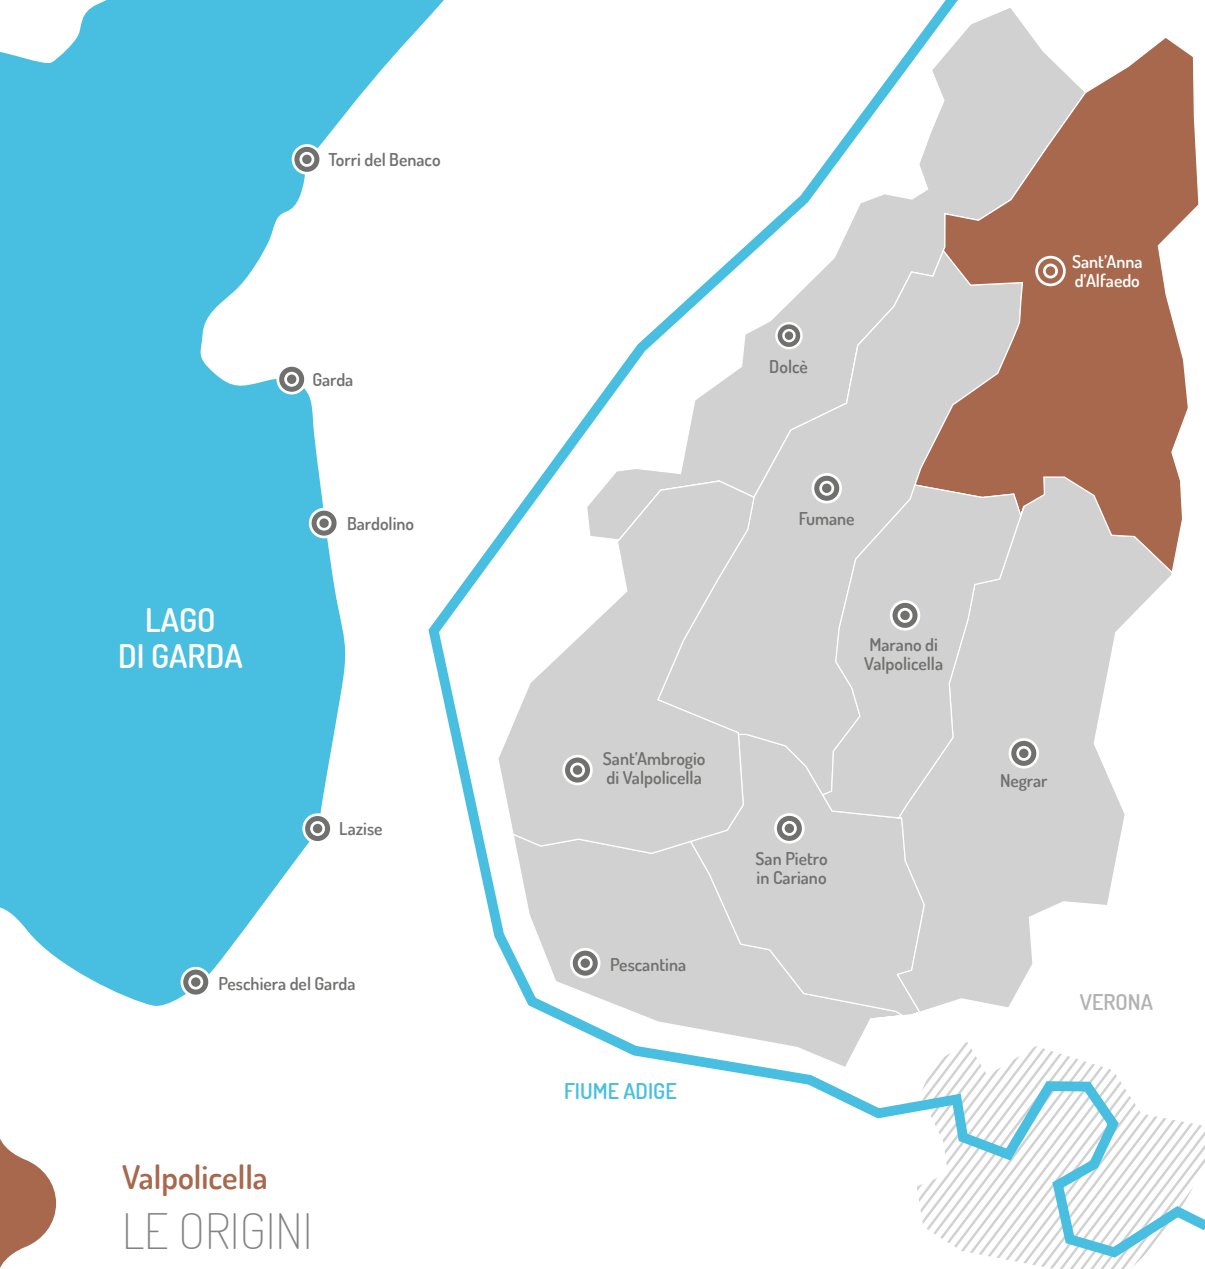 Torri del Benaco
Sant'Anna
d'Alfaedo
Dolcè
Garda
Fumane
Bardolino
LAGO
DI GARDA
Marano di
Valpolicella
Sant'Ambrogio
di Valpolicella
Negrar
Lazise
San Pietro
in Cariano
Pescantina
Peschiera del Garda
VERONA
FIUME ADIGE
Valpolicella
LE ORIGINI